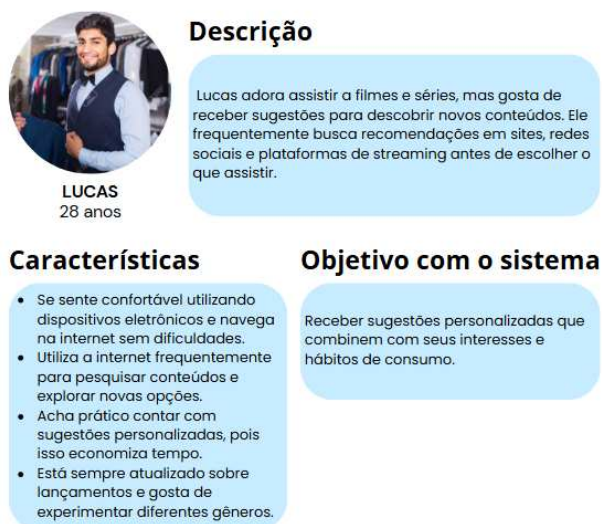 Descrição
Lucas adora assistir a filmes e séries, mas gosta de
receber sugestões para descobrir novos conteúdos. Ele
frequentemente busca recomendações em sites, redes
sociais e plataformas de streaming antes de escolher o
que assistir.
LUCAS
28 anos
Características
• Se sente confortável utilizando
dispositivos eletrônicos e navega
na internet sem dificuldades.
• Utiliza a internet frequentemente
para pesquisar conteúdos e
explorar novas opções.
• Acha prático contar com
sugestões personalizadas, pois
isso economiza tempo.
• Está sempre atualizado sobre
lançamentos e gosta de
experimentar diferentes gêneros.
Objetivo com o sistema
Receber sugestões personalizadas que
combinem com seus interesses e
hábitos de consumo.